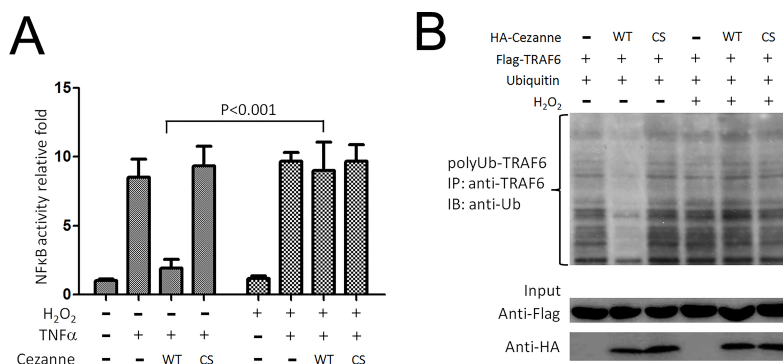 A
15
10
5
0
NFκB activity relative fold
P<0.001
H₂O₂ - - - - + + + +
TNFα - + + + - + + +
Cezanne - - WT CS - - WT CS
B
HA-Cezanne - WT CS - WT CS
Flag-TRAF6 + + + + + +
Ubiquitin + + + + + +
H₂O₂ - - - + + +
polyUb-TRAF6
IP: anti-TRAF6
IB: anti-Ub
Input
Anti-Flag
Anti-HA